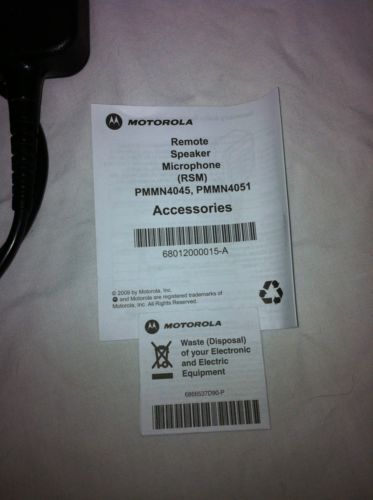 MOTOROLA
Remote
Speaker
Microphone
(RSM)
PMMN4045, PMMN4051
Accessories
68012000015-A
© 2009 by Motorola, Inc.
and Motorola are registered trademarks of
Motorola, Inc. All Rights Reserved.
MOTOROLA
Waste (Disposal)
of your Electronic
and Electric
Equipment
6866537D90-P